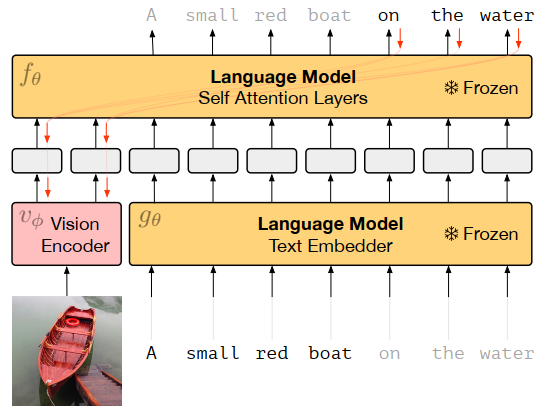 A small red boat on the water
fθ
Language Model
Self Attention Layers
❄ Frozen
vϕ Vision
Encoder
gθ
Language Model
Text Embedder
❄ Frozen
A small red boat on the water